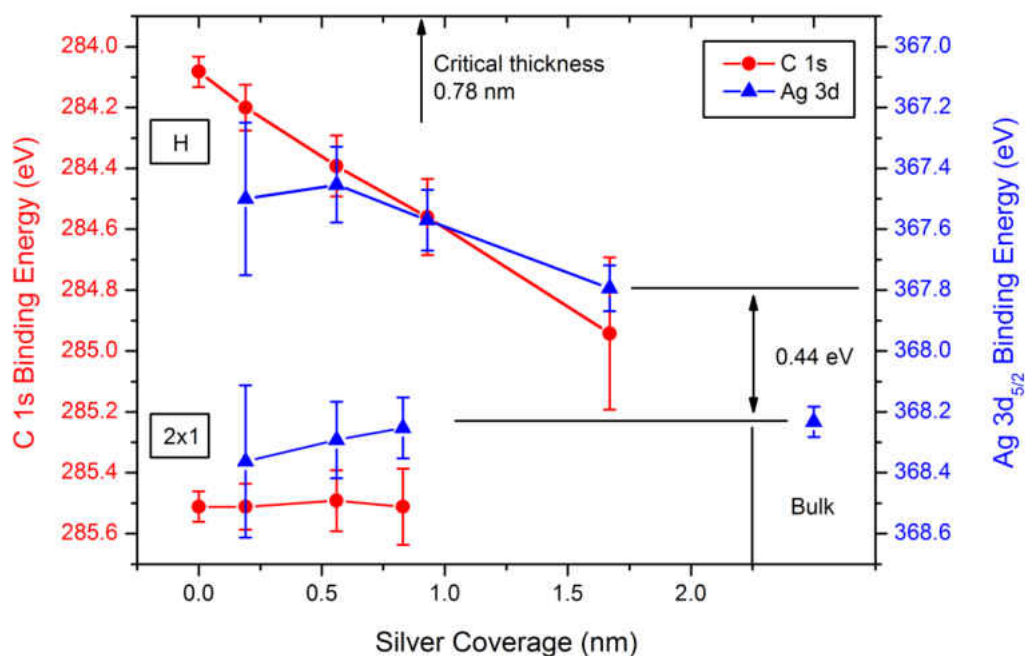 C 1s Binding Energy (eV)
284.0
284.2
284.4
284.6
284.8
285.0
285.2
285.4
285.6
H
2x1
Critical thickness
0.78 nm
C 1s
Ag 3d
0.44 eV
Bulk
367.0
367.2
367.4
367.6
367.8
368.0
368.2
368.4
368.6
Ag 3d5/2 Binding Energy (eV)
0.0
0.5
1.0
1.5
2.0
Silver Coverage (nm)